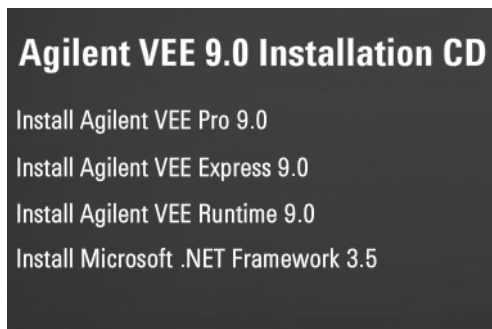 Agilent VEE 9.0 Installation CD
Install Agilent VEE Pro 9.0
Install Agilent VEE Express 9.0
Install Agilent VEE Runtime 9.0
Install Microsoft .NET Framework 3.5